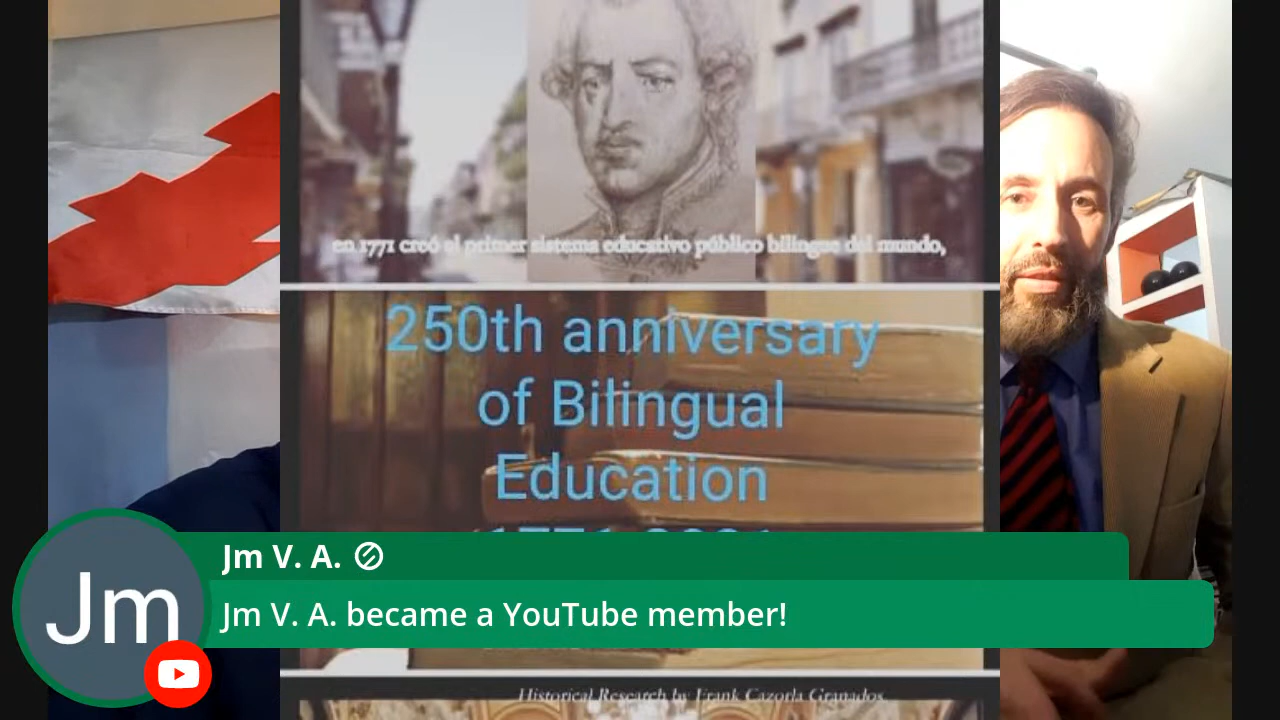 en 1771 creó el primer sistema educativo público bilingue del mundo,
250th anniversary
of Bilingual
Education
Jm V. A.
Jm
Jm V. A. became a YouTube member!
Historical Research by Frank Cazorla Granados.